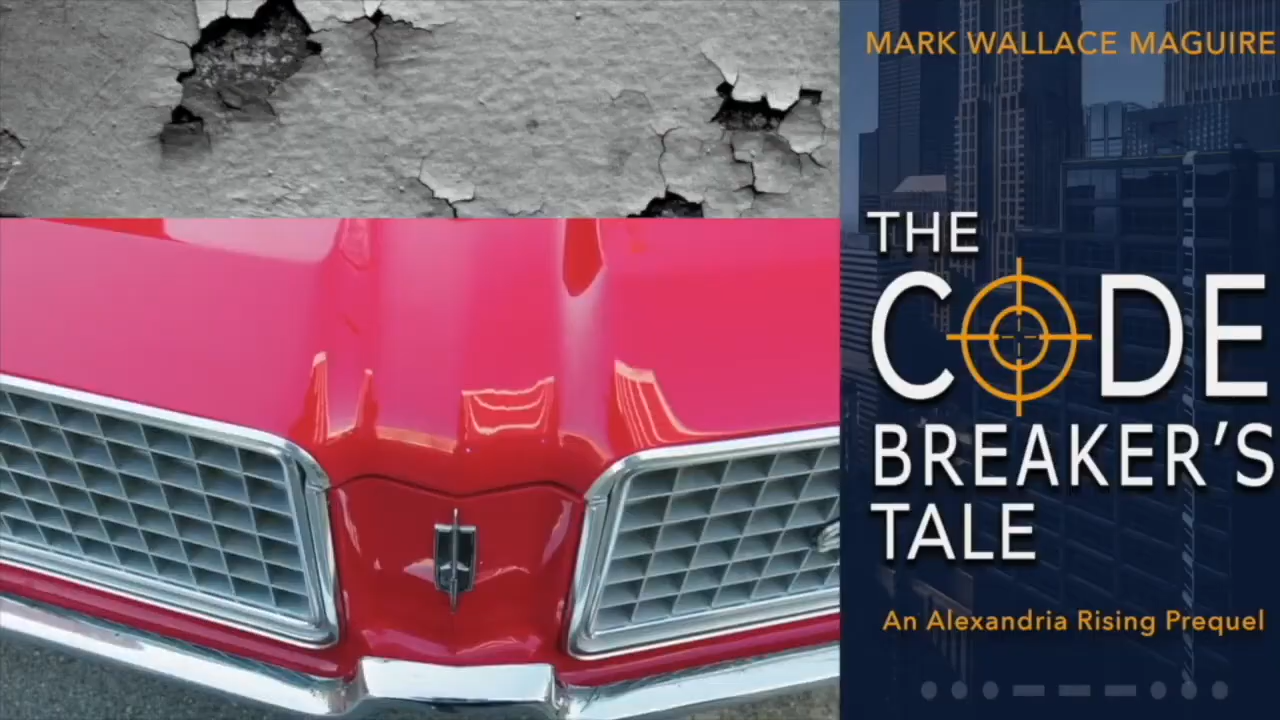 MARK WALLACE MAGUIRE
THE
CODE
BREAKER'S
TALE
An Alexandria Rising Prequel